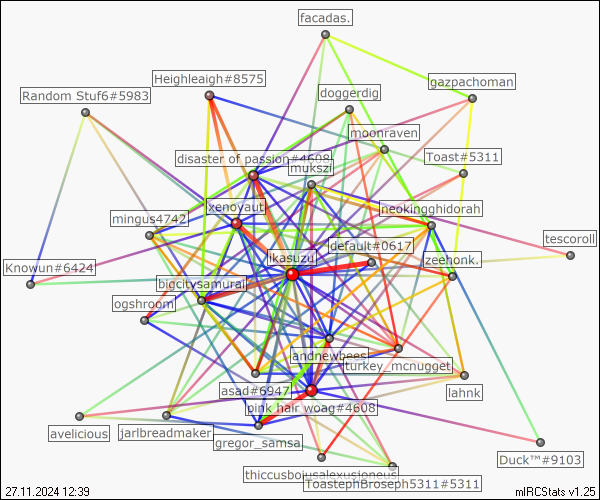 facadas.
Heighleaigh#8575
gazpachoman
Random Stuf6#5983
doggerdig
moonraven
disaster of passion#4608
Toast#5311
mukszi
xenoyaut
mingus4742
neokingghidorah
tescoroll
ikasuzu
default#0617
Knowun#6424
zeehonk.
bigcitysamurai
ogshroom
andnewbees
turkey_mcnugget
asad#6947
lahnk
pink hair woag#4608
avelicious
jarlbreadmaker
gregor_samsa
Duck™#9103
thiccusboiusalexusjoneus
ToastephBroseph5311#5311
27.11.2024 12:39
mIRCStats v1.25